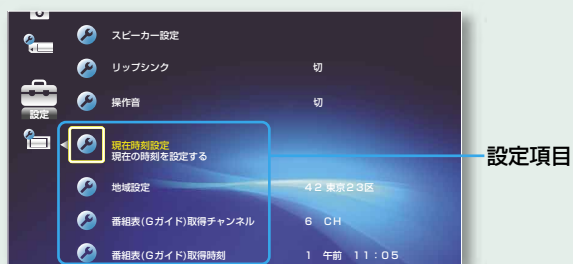 スピーカー設定
リップシンク 切
操作音 切
設定
現在時刻設定
現在の時刻を設定する
設定項目
地域設定 42 東京23区
番組表(Gガイド)取得チャンネル 6 CH
番組表(Gガイド)取得時刻 1 午前 11:05